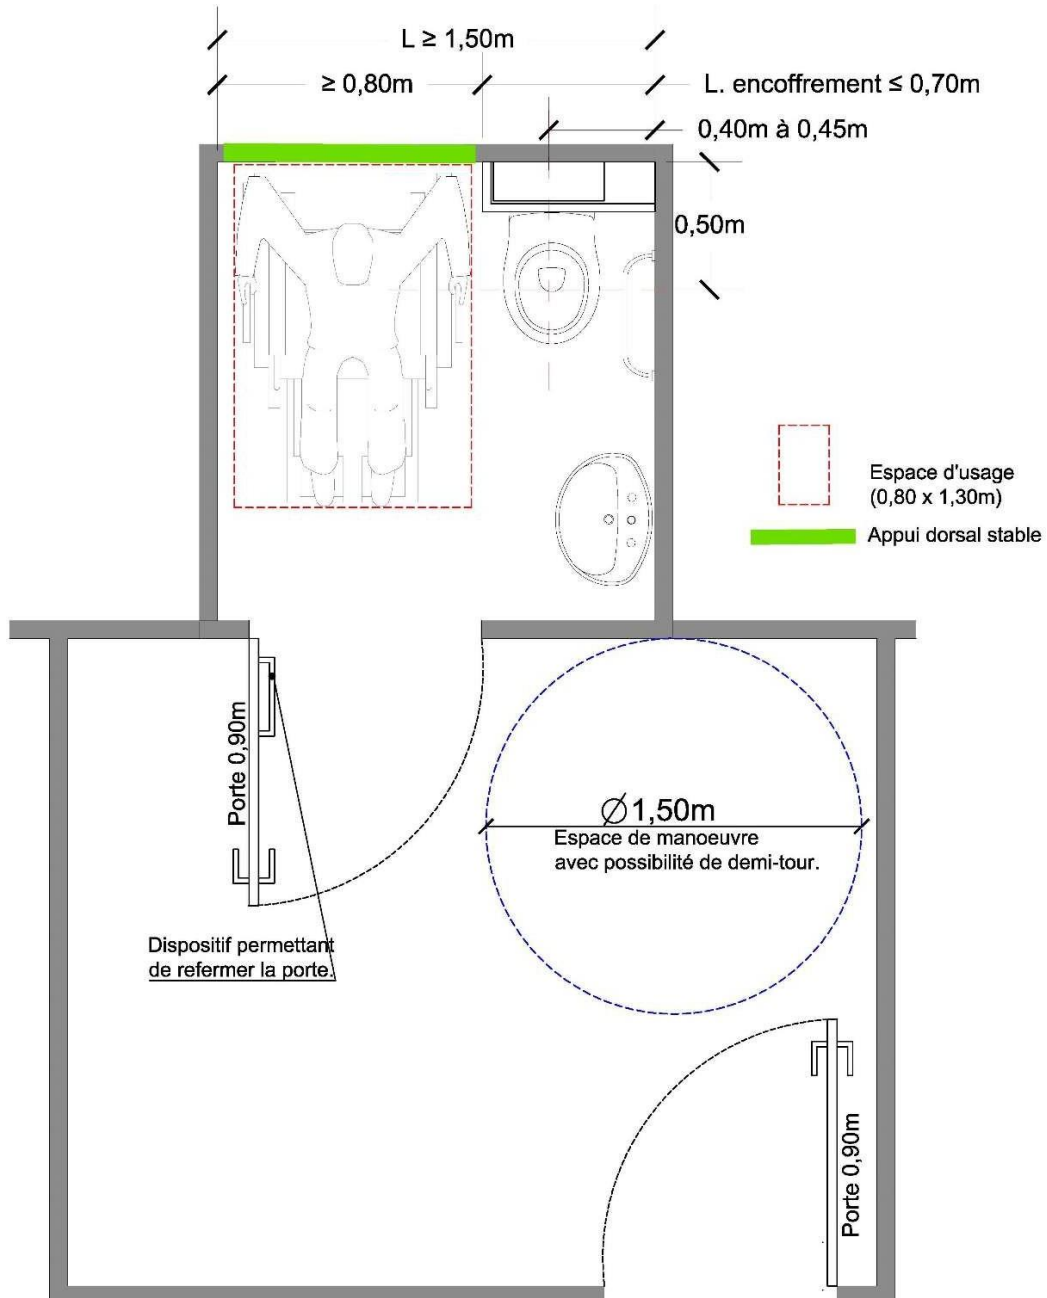 L ≥ 1,50m
≥ 0,80m
L. encoffrement ≤ 0,70m
0,40m à 0,45m
0,50m
Espace d'usage
(0,80 x 1,30m)
Appui dorsal stable
Porte 0,90m
Ø 1,50m
Espace de manoeuvre
avec possibilité de demi-tour.
Dispositif permettant
de refermer la porte.
Porte 0,90m